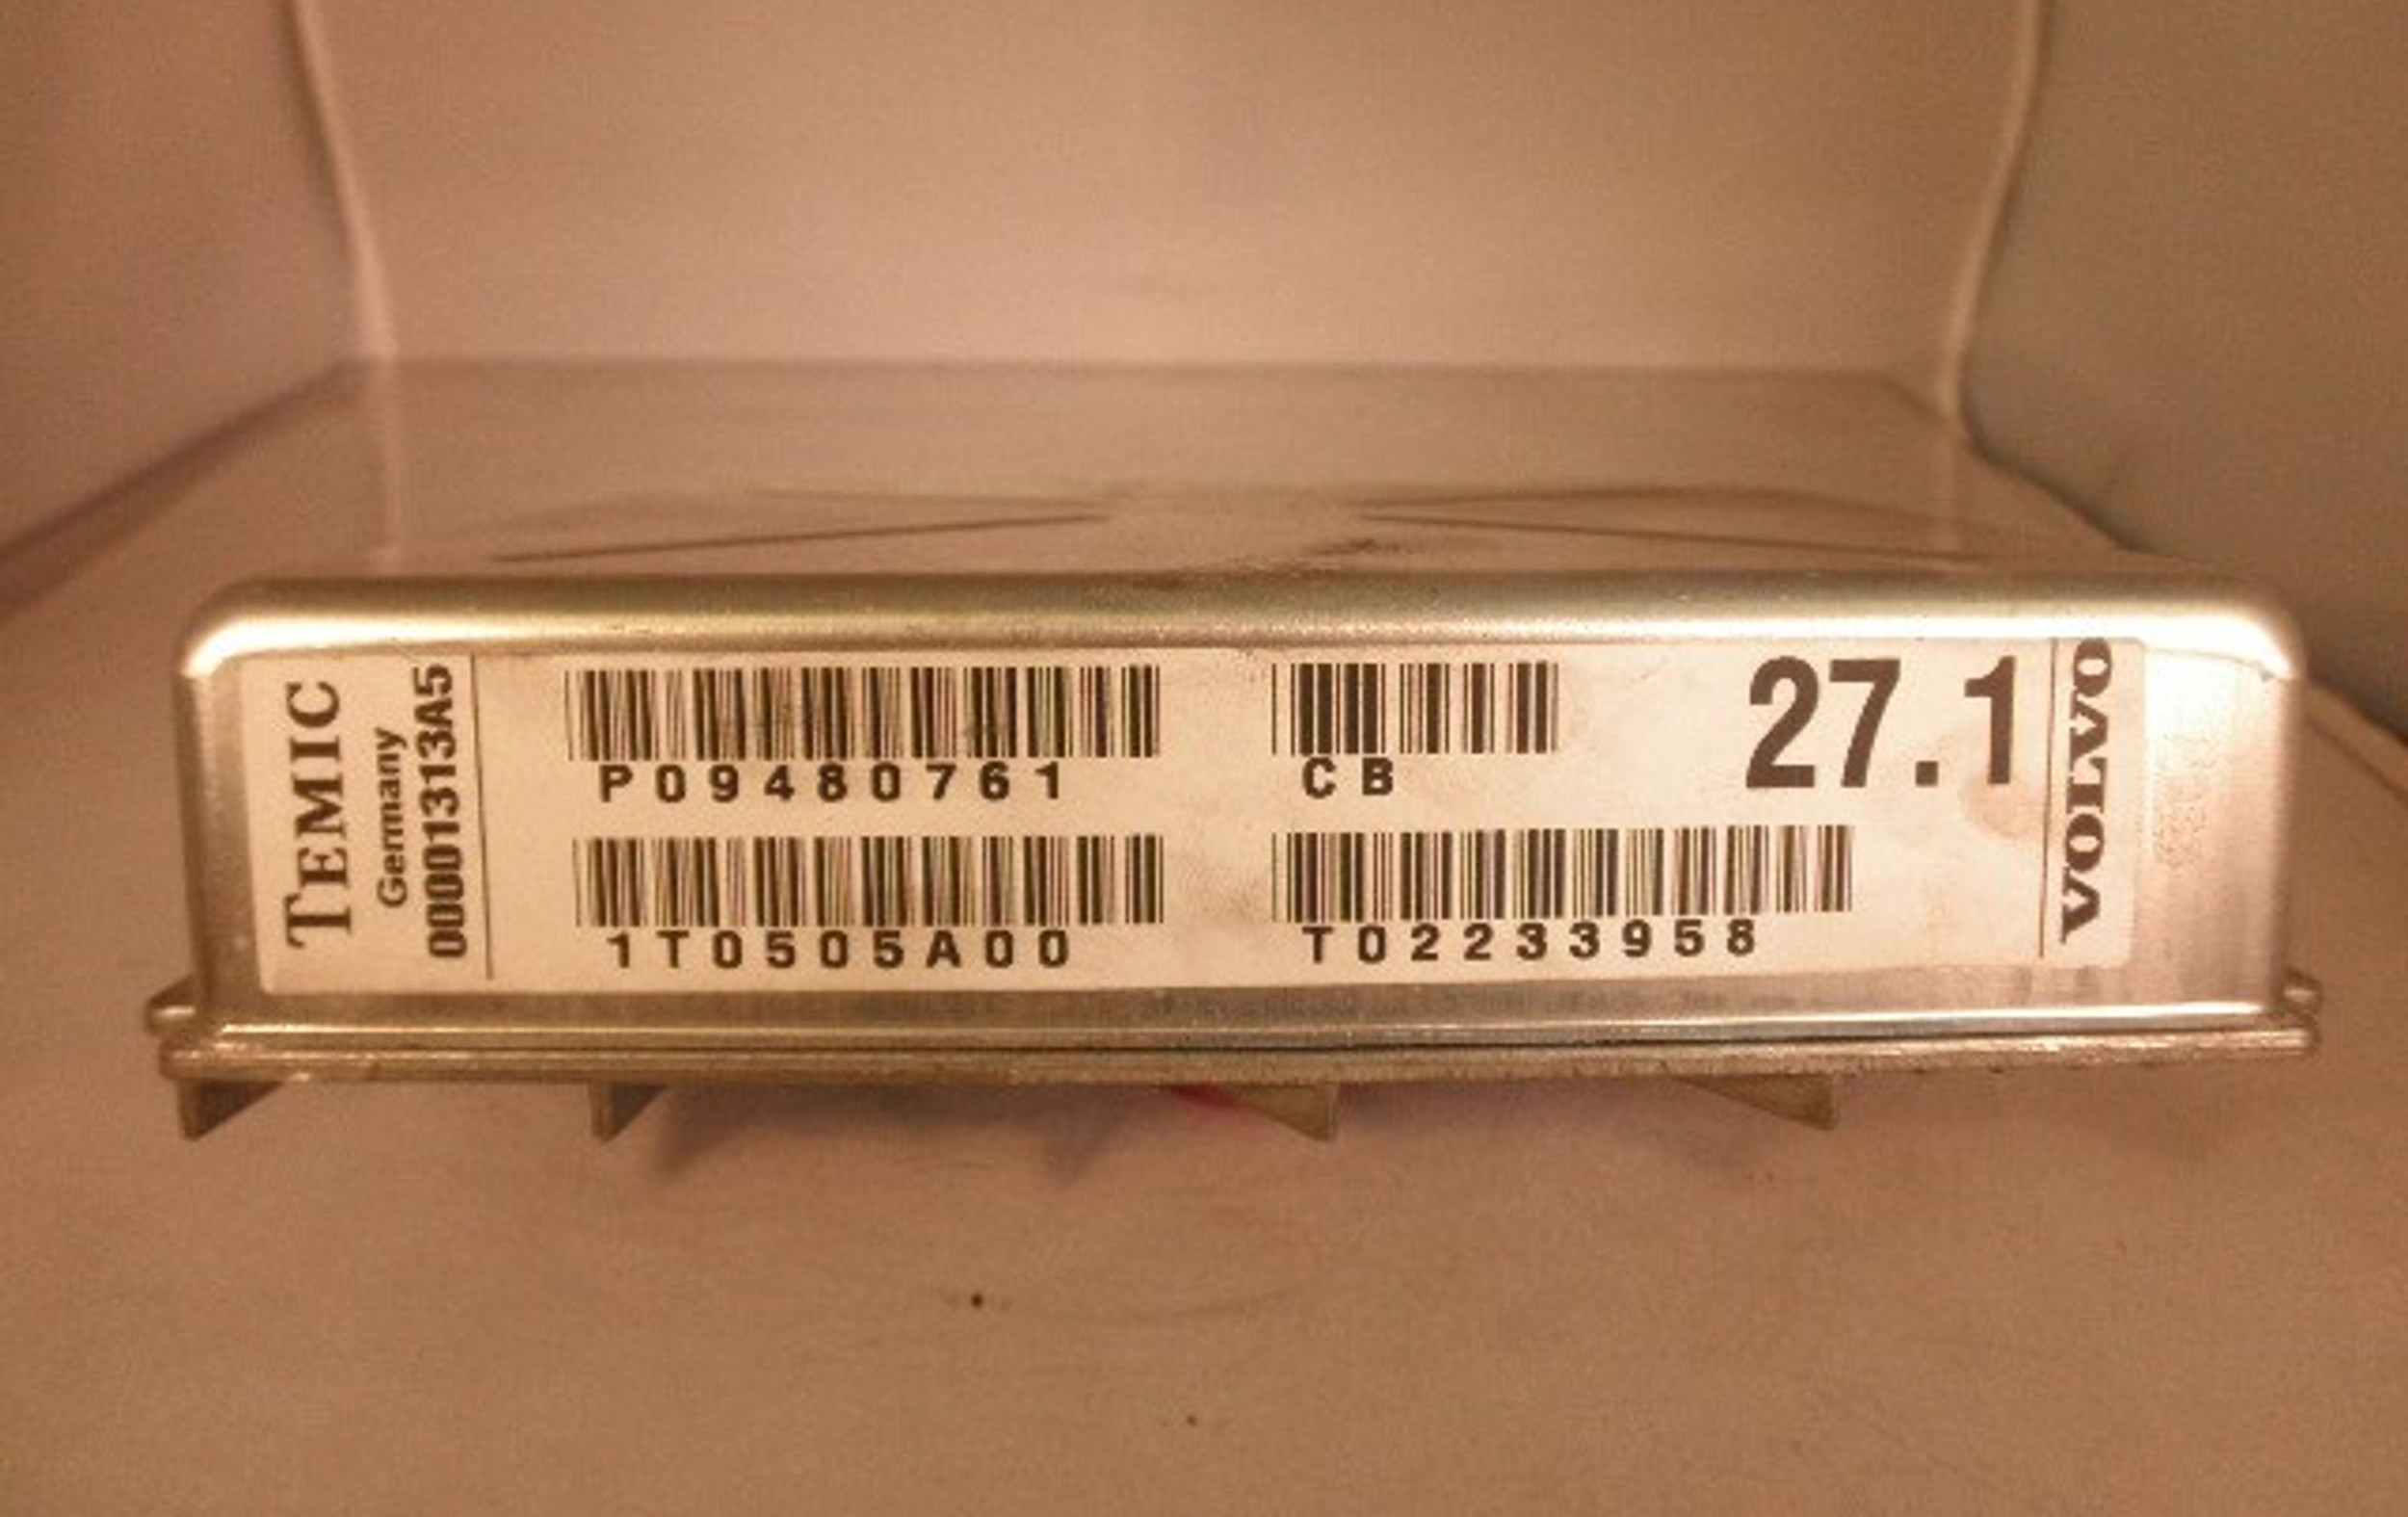 TEMIC
Germany
00001313A5
P09480761
1T0505A00
CB
T02233958
27.1
VOLVO